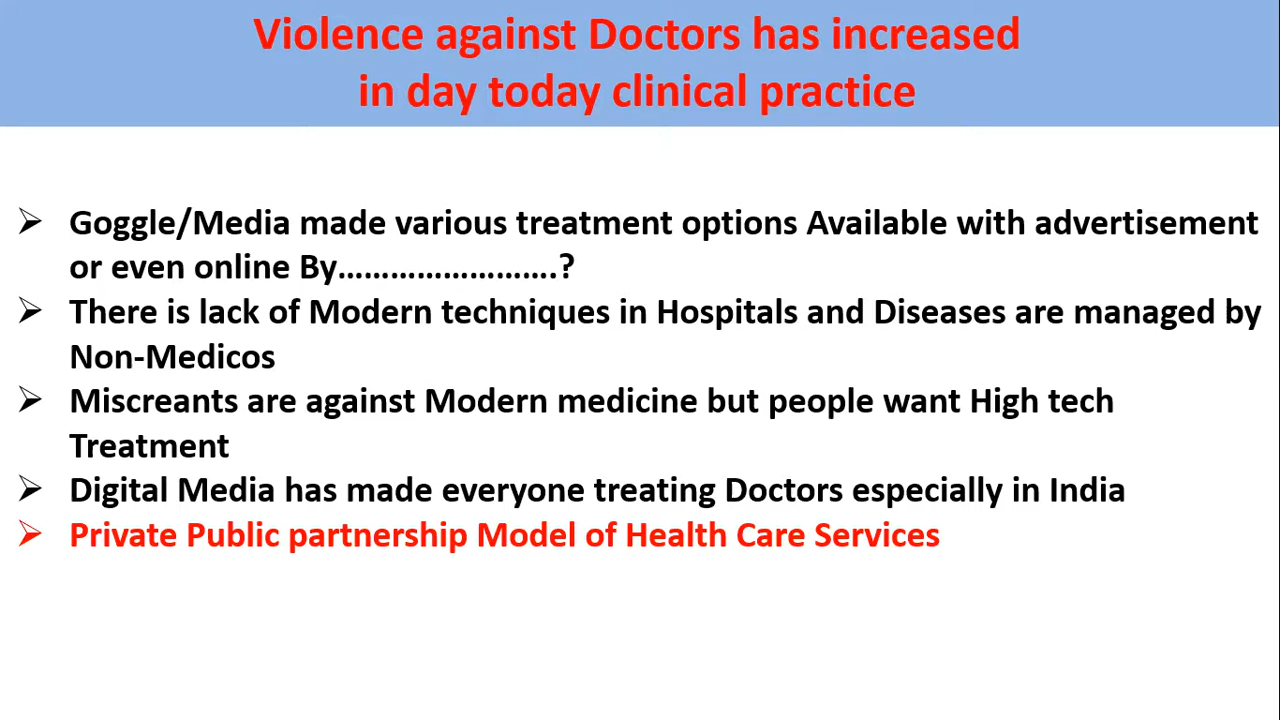 Violence against Doctors has increased
in day today clinical practice
➢ Goggle/Media made various treatment options Available with advertisement
or even online By…………………….?
➢ There is lack of Modern techniques in Hospitals and Diseases are managed by
Non-Medicos
➢ Miscreants are against Modern medicine but people want High tech
Treatment
➢ Digital Media has made everyone treating Doctors especially in India
➢ Private Public partnership Model of Health Care Services